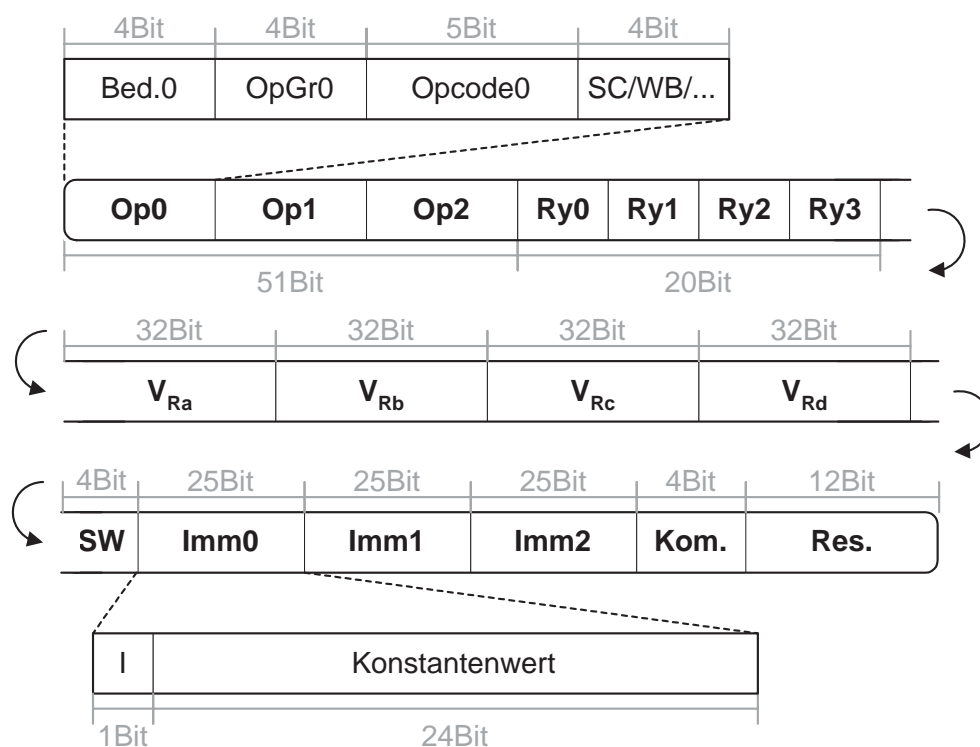 4Bit 4Bit 5Bit 4Bit
Bed.0 OpGr0 Opcode0 SC/WB/...
Op0 Op1 Op2 Ry0 Ry1 Ry2 Ry3
51Bit 20Bit
32Bit 32Bit 32Bit 32Bit
VRa VRb VRc VRd
4Bit 25Bit 25Bit 25Bit 4Bit 12Bit
SW Imm0 Imm1 Imm2 Kom. Res.
I Konstantenwert
1Bit 24Bit